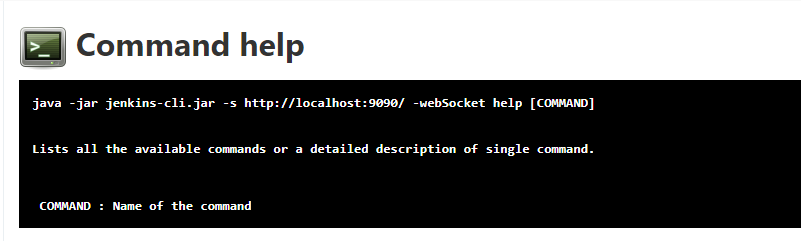 >_ Command help
java -jar jenkins-cli.jar -s http://localhost:9090/ -webSocket help [COMMAND]
Lists all the available commands or a detailed description of single command.
COMMAND : Name of the command